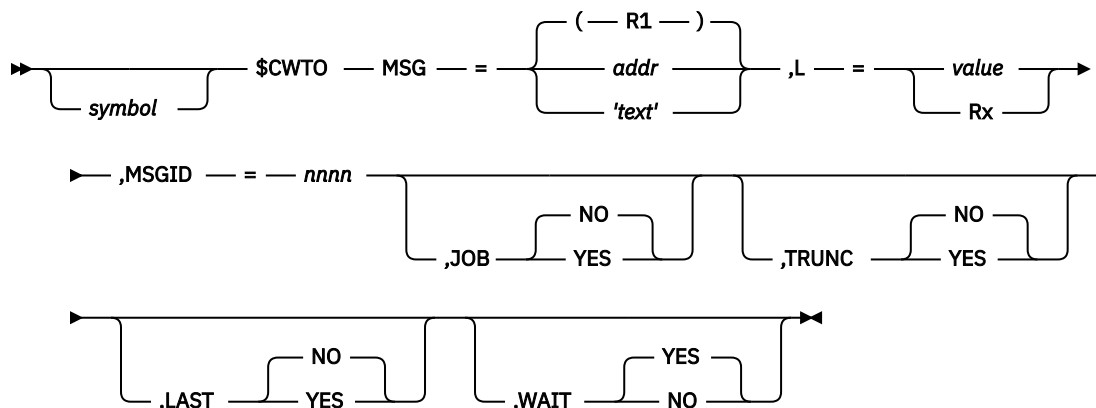 ( R1 )
$CWTO MSG = addr ,L = value
symbol 'text' Rx
,MSGID = nnnn
NO NO
,JOB YES ,TRUNC YES
NO YES
,LAST YES ,WAIT NO